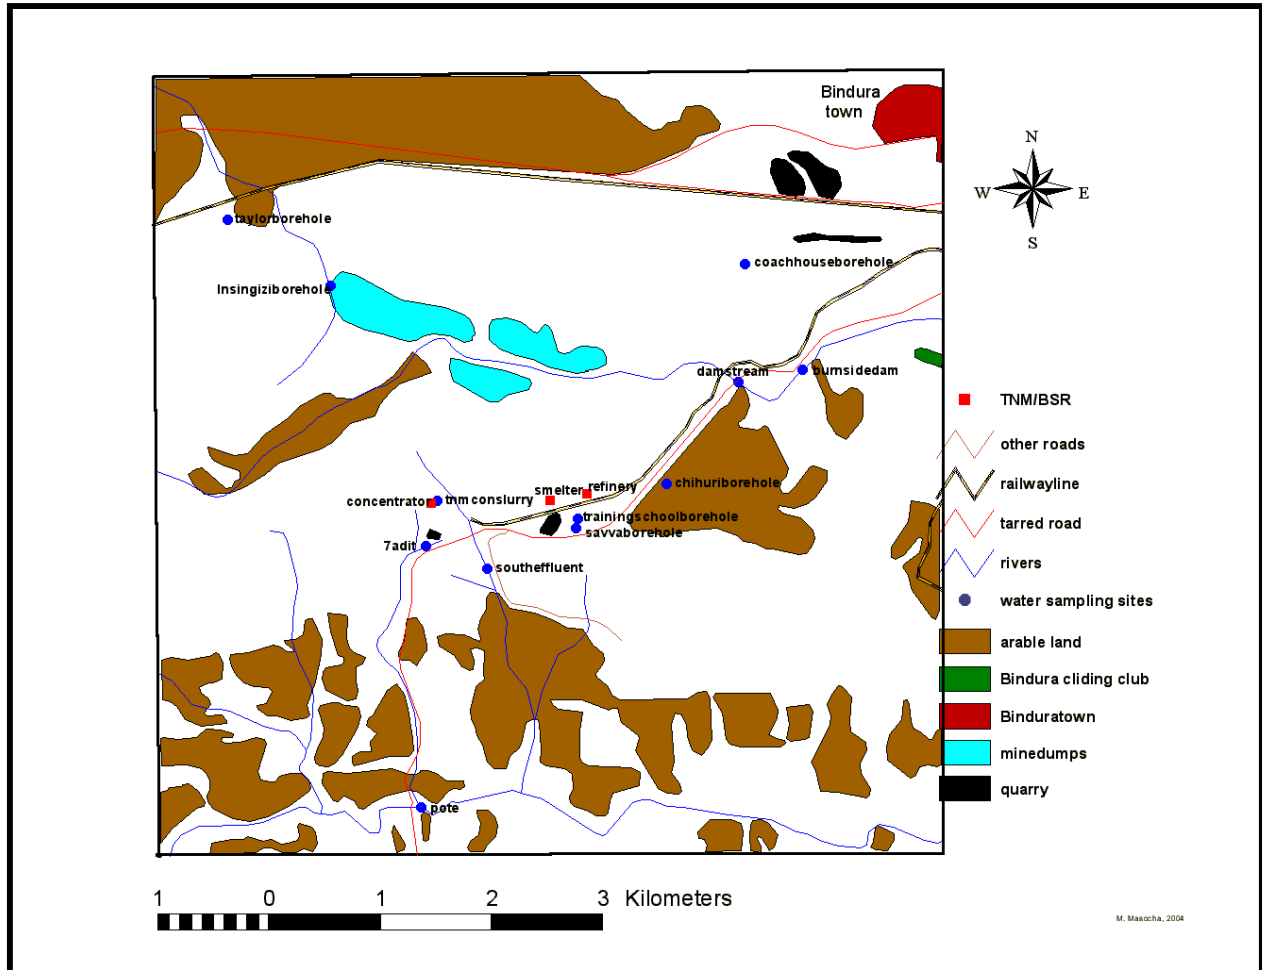 Bindura
town
N
W E
S
taylorborehole
coachhouseborehole
Insingiziborehole
damstream
burnsidedam
TNM/BSR
other roads
chihuriborehole
railwayline
smelter
refinery
concentrator
tnmconslurry
trainingschoolborehole
tarred road
savvaborehole
7adit
rivers
southeffluent
water sampling sites
arable land
Bindura cliding club
Binduratown
minedumps
quarry
pote
1 0 1 2 3 Kilometers
M. Masocha, 2004